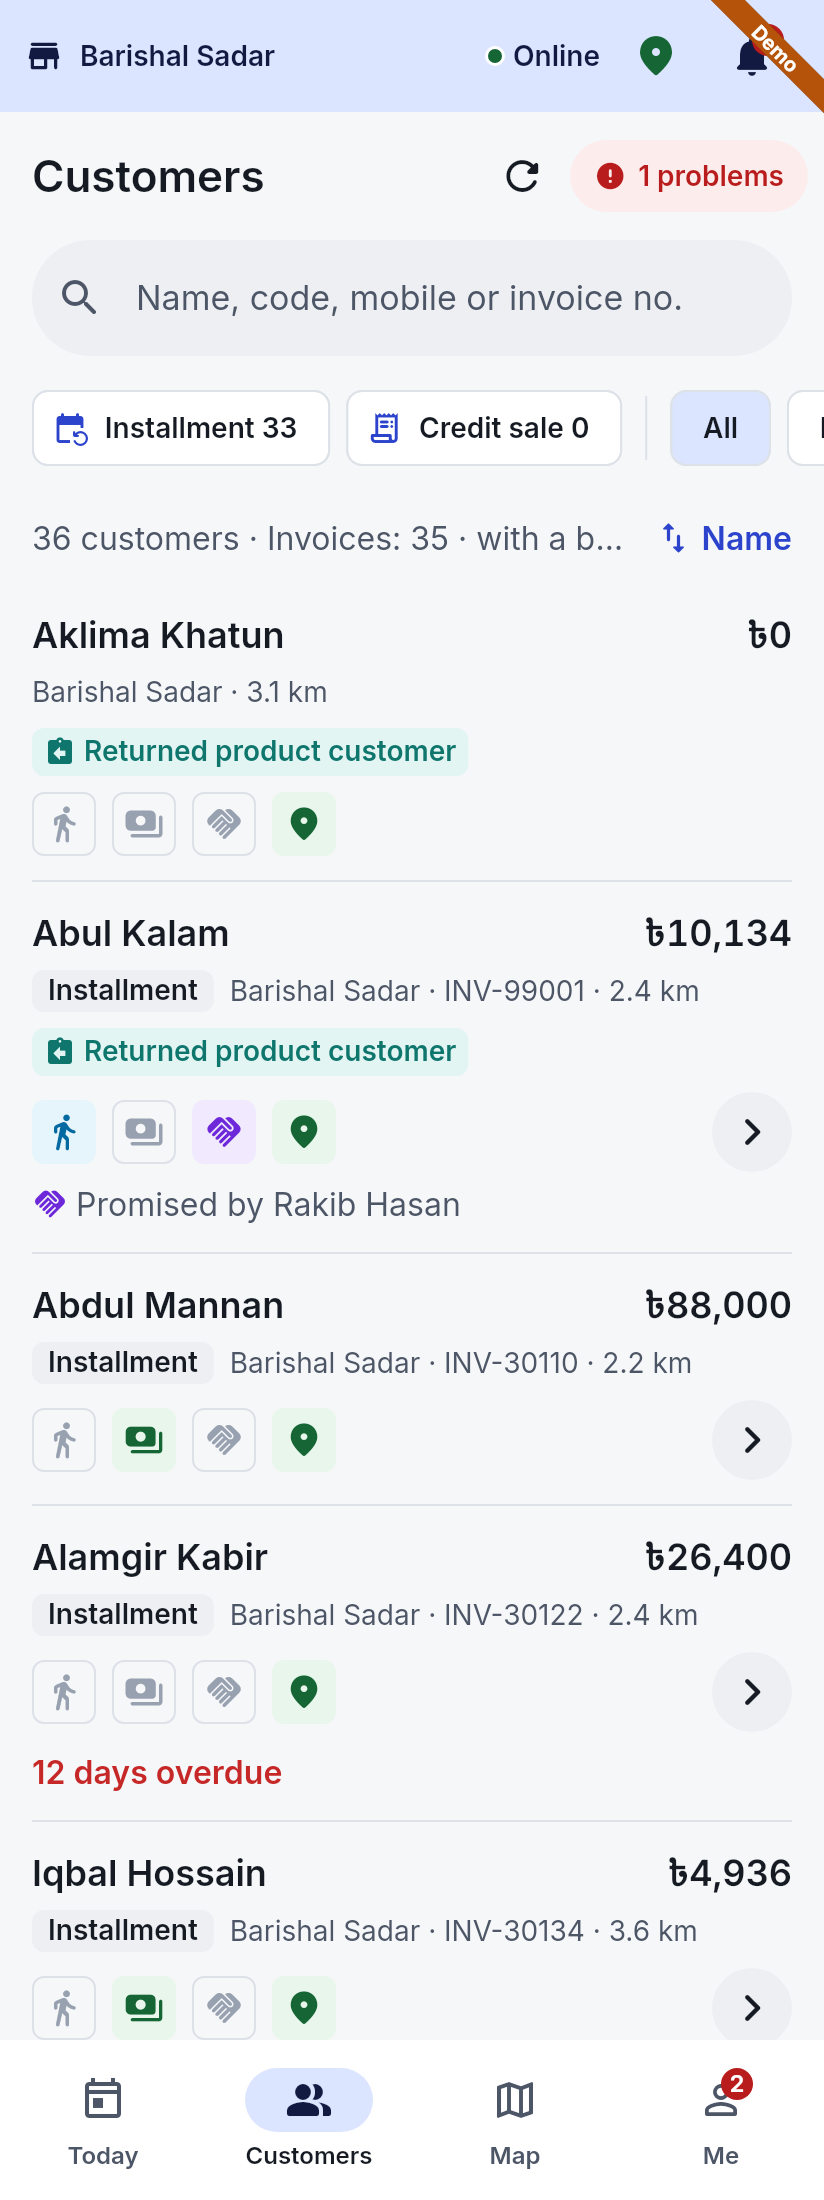 Barishal Sadar
Online
Demo
Customers
1 problems
Name, code, mobile or invoice no.
Installment 33
Credit sale 0
All
36 customers · Invoices: 35 · with a b...
Name
Aklima Khatun
৳0
Barishal Sadar · 3.1 km
Returned product customer
Abul Kalam
৳10,134
Installment
Barishal Sadar · INV-99001 · 2.4 km
Returned product customer
Promised by Rakib Hasan
Abdul Mannan
৳88,000
Installment
Barishal Sadar · INV-30110 · 2.2 km
Alamgir Kabir
৳26,400
Installment
Barishal Sadar · INV-30122 · 2.4 km
12 days overdue
Iqbal Hossain
৳4,936
Installment
Barishal Sadar · INV-30134 · 3.6 km
Today
Customers
Map
2
Me